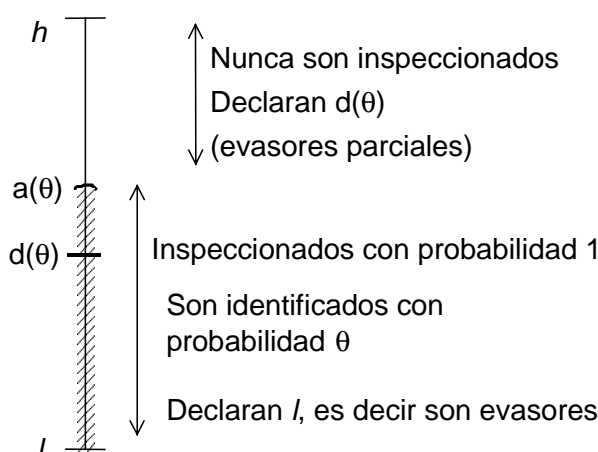 h
Nunca son inspeccionados
Declaran d(θ)
(evasores parciales)
a(θ)
d(θ)
Inspeccionados con probabilidad 1
Son identificados con
probabilidad θ
Declaran l, es decir son evasores
l